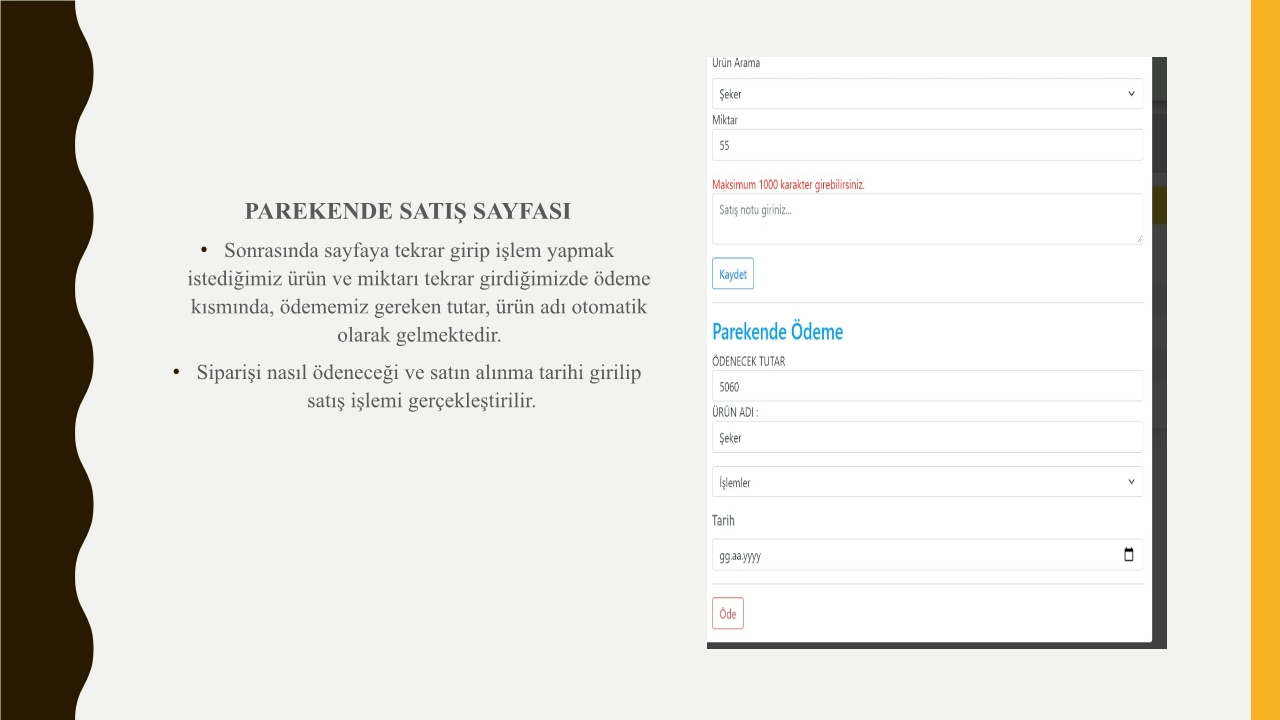 PAREKENDE SATIŞ SAYFASI
• Sonrasında sayfaya tekrar girip işlem yapmak
istediğimiz ürün ve miktarı tekrar girdiğimizde ödeme
kısmında, ödememiz gereken tutar, ürün adı otomatik
olarak gelmektedir.
• Siparişi nasıl ödeneceği ve satın alınma tarihi girilip
satış işlemi gerçekleştirilir.
Ürün Arama
Şeker
Miktar
55
Maksimum 1000 karakter girebilirsiniz.
Satış notu giriniz...
Kaydet
Parekende Ödeme
ÖDENECEK TUTAR
5060
ÜRÜN ADI :
Şeker
İşlemler
Tarih
gg.aa.yyyy
Öde